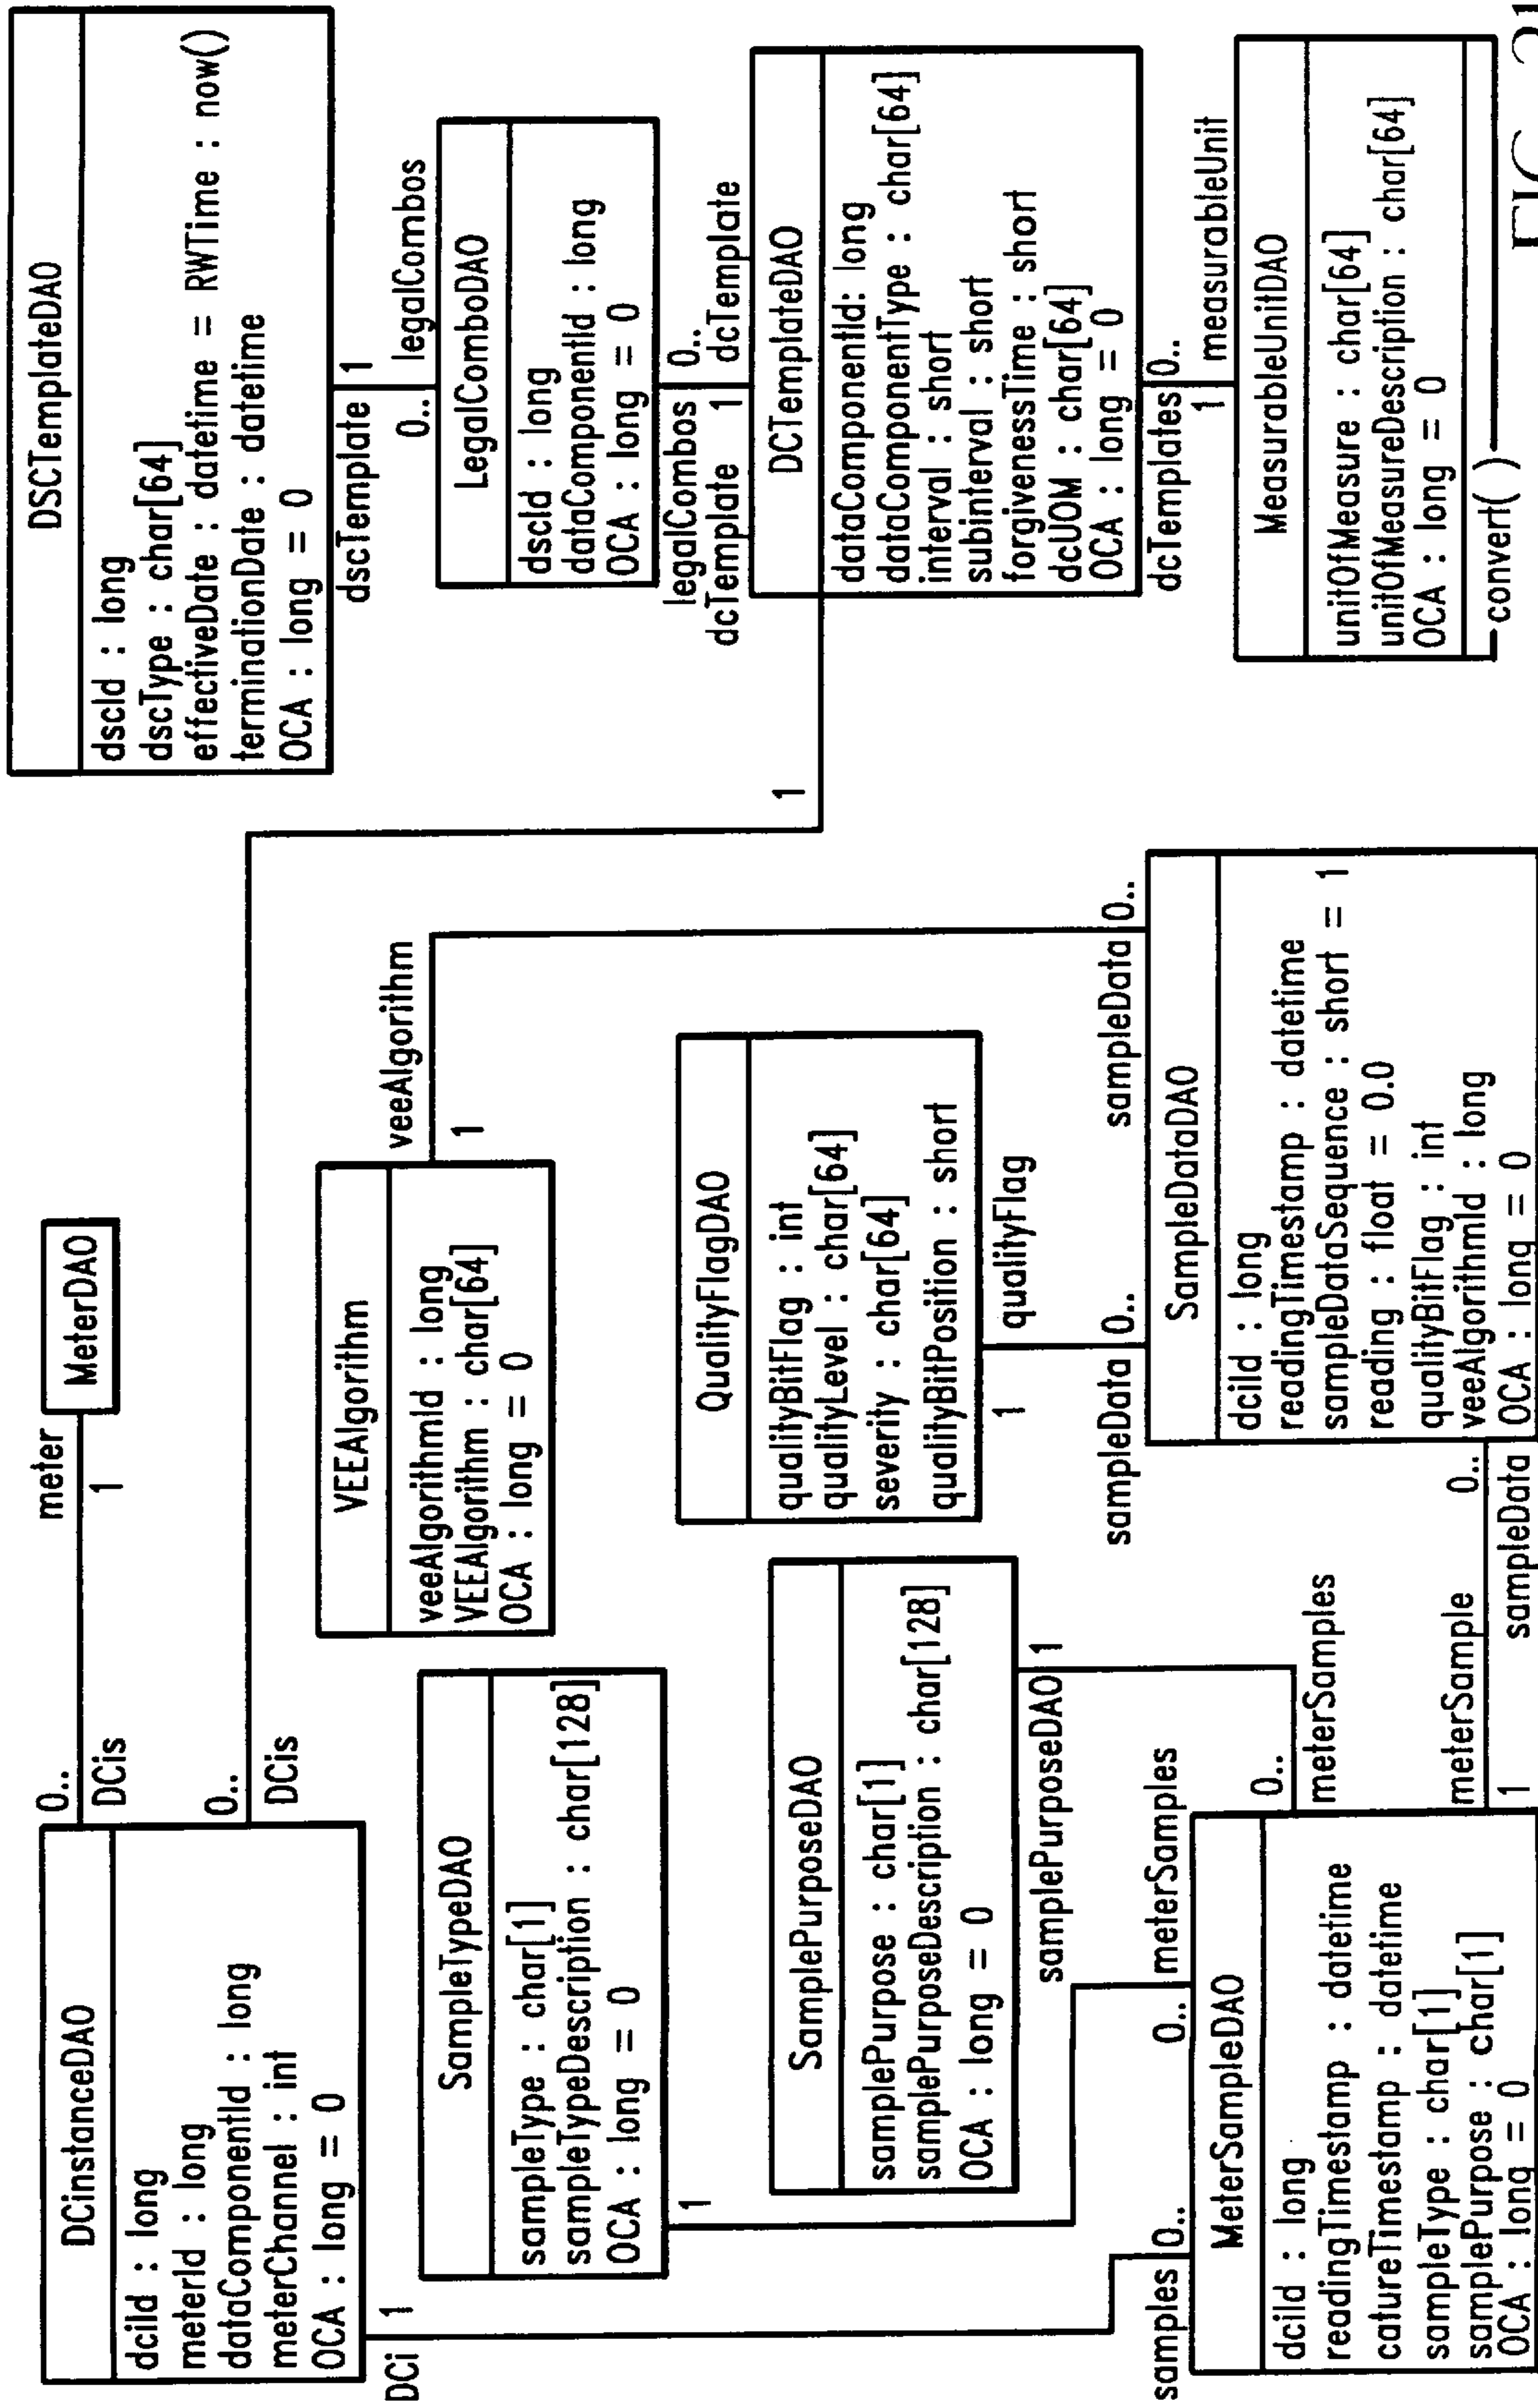 DCinstanceDAO
dciId : long
meterId : long
dataComponentId : long
meterChannel : int
OCA : long = 0
0..
DCis
meter
1
MeterDAO
0..
DCis
1
DCi
1
SampleTypeDAO
sampleType : char[1]
sampleTypeDescription : char[128]
OCA : long = 0
1
VEEAlgorithm
veeAlgorithmId : long
VEEAlgorithm : char[64]
OCA : long = 0
veeAlgorithm
1
SamplePurposeDAO
samplePurpose : char[1]
samplePurposeDescription : char[128]
OCA : long = 0
samplePurposeDAO
1
QualityFlagDAO
qualityBitFlag : int
qualityLevel : char[64]
severity : char[64]
qualityBitPosition : short
1
qualityFlag
samples
0..
0..
meterSamples
0..
meterSamples
MeterSampleDAO
dciId : long
readingTimestamp : datetime
catureTimestamp : datetime
sampleType : char[1]
samplePurpose : char[1]
OCA : long = 0
meterSample
1
0..
sampleData
sampleData
0..
sampleData
0..
SampleDataDAO
dciId : long
readingTimestamp : datetime
sampleDataSequence : short = 1
reading : float = 0.0
qualityBitFlag : int
veeAlgorithmId : long
OCA : long = 0
DSCTemplateDAO
dscId : long
dscType : char[64]
effectiveDate : datetime = RWTime : now()
terminationDate : datetime
OCA : long = 0
dscTemplate
1
0..
legalCombos
LegalComboDAO
dscId : long
dataComponentId : long
OCA : long = 0
legalCombos
0..
dcTemplate
1
dcTemplate
DCTemplateDAO
dataComponentId: long
dataComponentType : char[64]
interval : short
subinterval : short
forgivenessTime : short
dcUOM : char[64]
OCA : long = 0
dcTemplates
0..
1
measurableUnit
MeasurableUnitDAO
unitOfMeasure : char[64]
unitOfMeasureDescription : char[64]
OCA : long = 0
convert( )